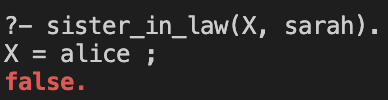 ?- sister_in_law(X, sarah).
X = alice ;
false.